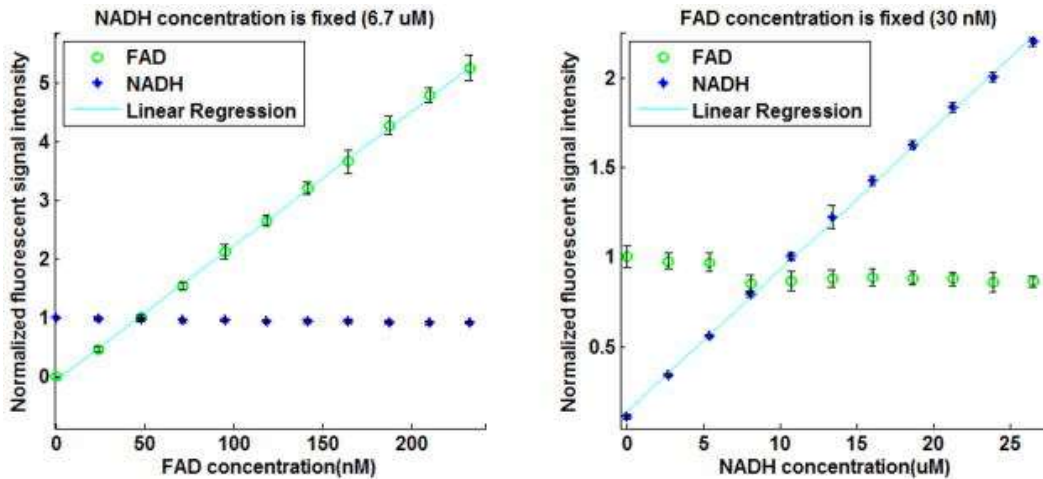 NADH concentration is fixed (6.7 uM)
FAD
NADH
Linear Regression
Normalized fluorescent signal intensity
5
4
3
2
1
0
0 50 100 150 200
FAD concentration(nM)
FAD concentration is fixed (30 nM)
FAD
NADH
Linear Regression
Normalized fluorescent signal intensity
2
1.5
1
0.5
0 5 10 15 20 25
NADH concentration(uM)